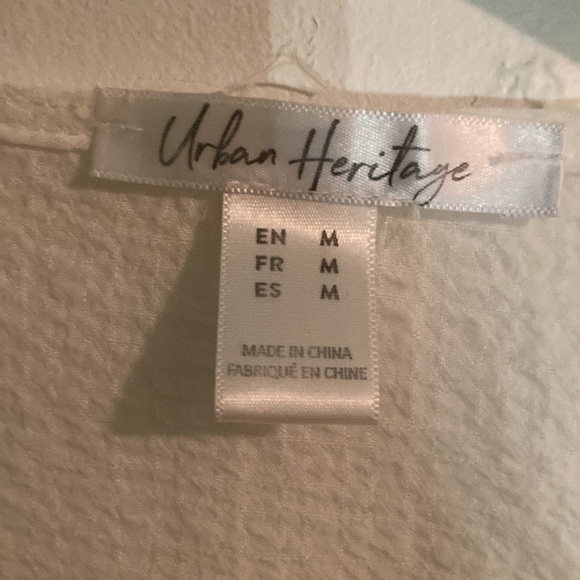 Urban Heritage
EN M
FR M
ES M
MADE IN CHINA
FABRIQUÉ EN CHINE